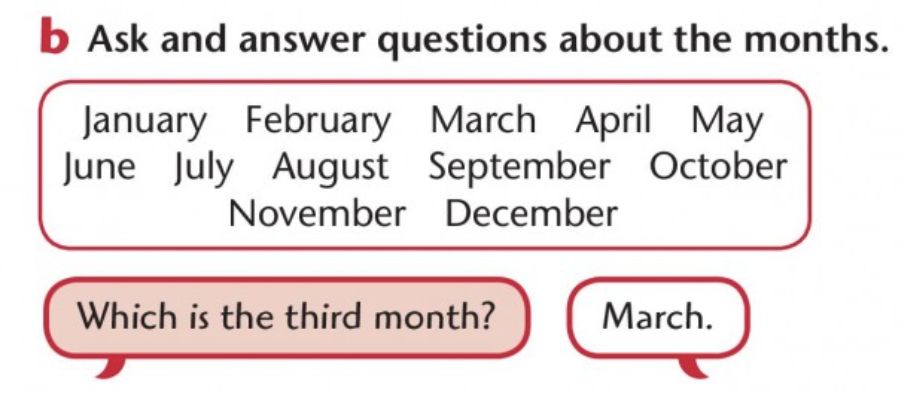 b Ask and answer questions about the months.
January February March April May
June July August September October
November December
Which is the third month?
March.